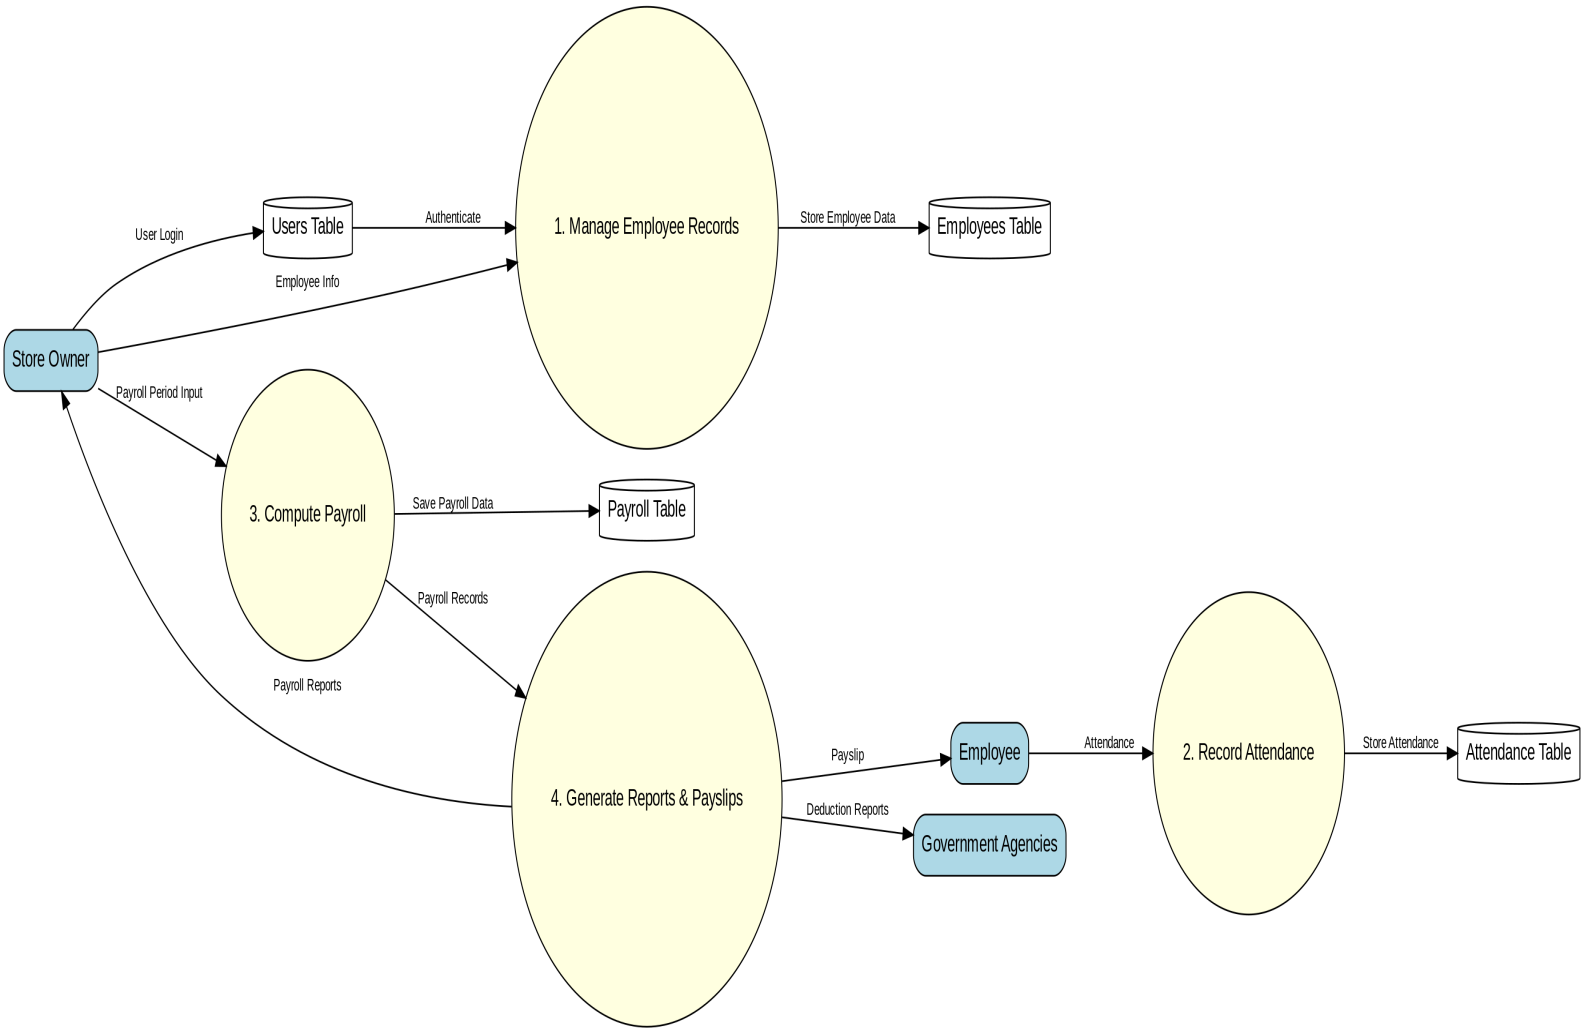 User Login
Users Table
Authenticate
1. Manage Employee Records
Store Employee Data
Employees Table
Employee Info
Store Owner
Payroll Period Input
3. Compute Payroll
Save Payroll Data
Payroll Table
Payroll Records
Payroll Reports
4. Generate Reports & Payslips
Payslip
Employee
Attendance
2. Record Attendance
Store Attendance
Attendance Table
Deduction Reports
Government Agencies